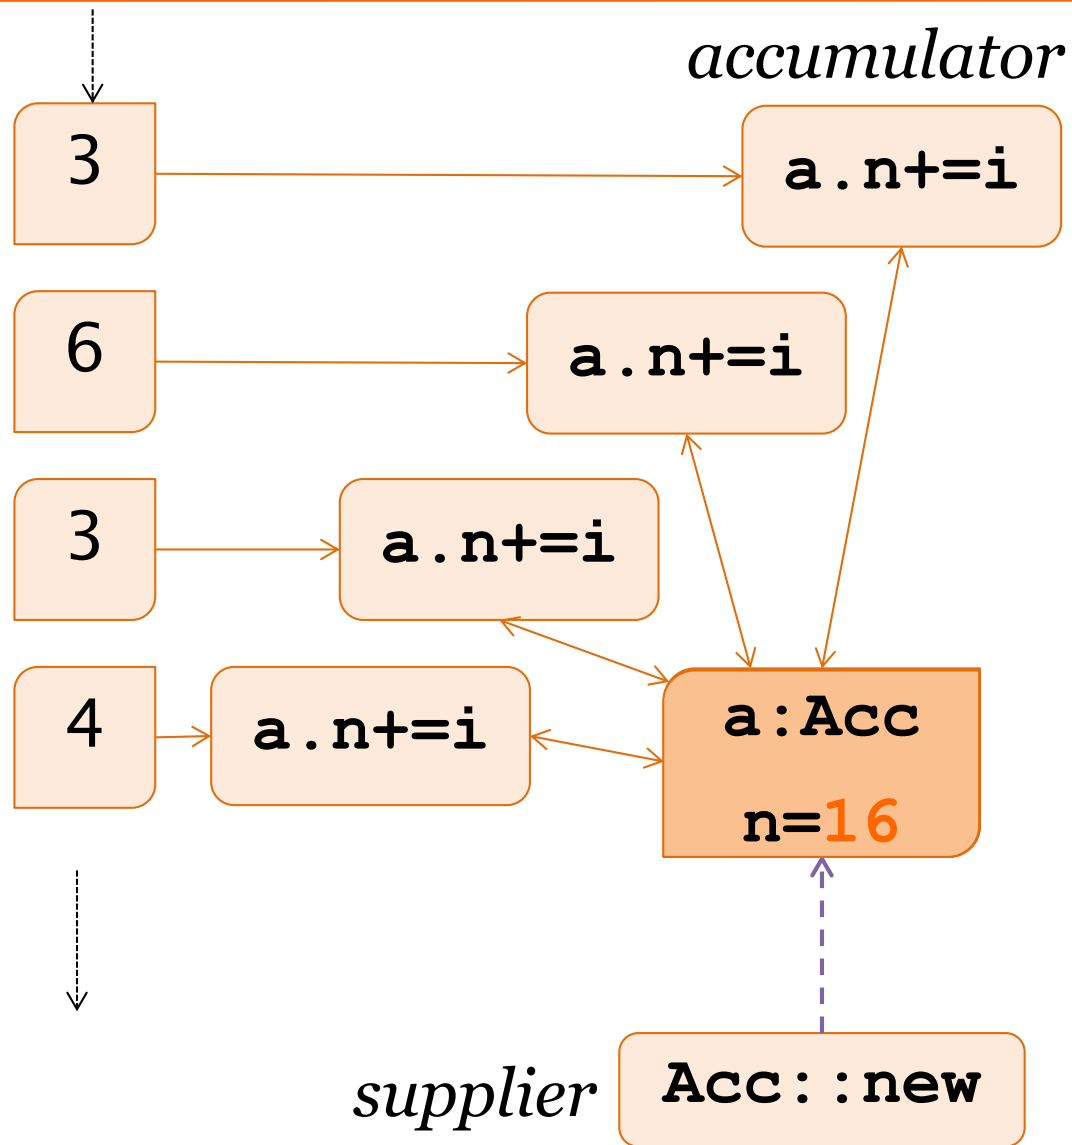 accumulator
3
a.n+=i
6
a.n+=i
3
a.n+=i
4
a.n+=i
a:Acc
n=16
supplier
Acc::new